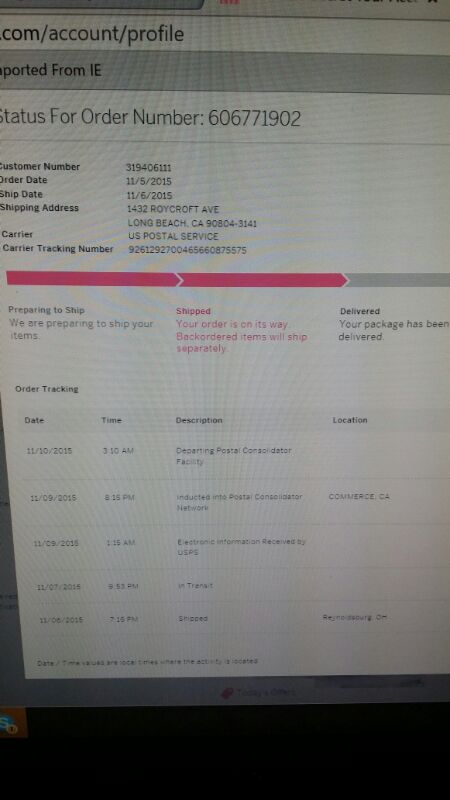 .com/account/profile
mported From IE
Status For Order Number: 606771902
Customer Number 319406111
Order Date 11/5/2015
Ship Date 11/6/2015
Shipping Address 1432 ROYCROFT AVE
LONG BEACH, CA 90804-3141
Carrier US POSTAL SERVICE
Carrier Tracking Number 9261292700465660875575
Preparing to Ship
We are preparing to ship your
items.
Shipped
Your order is on its way.
Backordered items will ship
separately.
Delivered
Your package has been
delivered.
Order Tracking
Date Time Description Location
11/10/2015 3:10 AM Departing Postal Consolidator
Facility
11/09/2015 8:15 PM Inducted into Postal Consolidator COMMERCE, CA
Network
11/09/2015 1:15 AM Electronic Information Received by
USPS
11/07/2015 9:53 PM In Transit
11/06/2015 7:15 PM Shipped Reynoldsburg, OH
Date / Time values are local times where the activity is located
Today's Offers